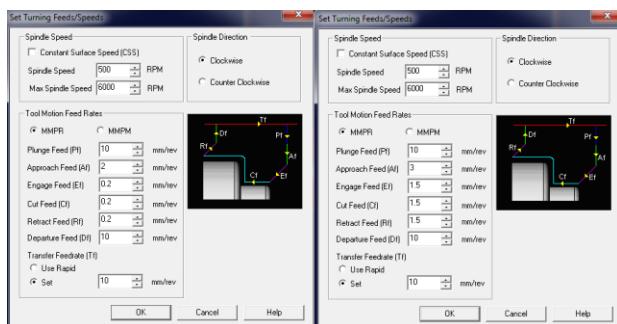 Set Turning Feeds/Speeds
Spindle Speed
Constant Surface Speed (CSS)
Spindle Speed 500 RPM
Max Spindle Speed 6000 RPM
Spindle Direction
Clockwise
Counter Clockwise
Tool Motion Feed Rates
MMPR MMPM
Plunge Feed (Pf) 10 mm/rev
Approach Feed (Af) 2 mm/rev
Engage Feed (Ef) 0.2 mm/rev
Cut Feed (Cf) 0.2 mm/rev
Retract Feed (Rf) 0.2 mm/rev
Departure Feed (Df) 10 mm/rev
Transfer Feedrate (Tf)
Use Rapid
Set 10 mm/rev
Tf
Df Pf
Rf
Af
Cf Ef
OK Cancel Help
Set Turning Feeds/Speeds
Spindle Speed
Constant Surface Speed (CSS)
Spindle Speed 500 RPM
Max Spindle Speed 6000 RPM
Spindle Direction
Clockwise
Counter Clockwise
Tool Motion Feed Rates
MMPR MMPM
Plunge Feed (Pf) 10 mm/rev
Approach Feed (Af) 3 mm/rev
Engage Feed (Ef) 1.5 mm/rev
Cut Feed (Cf) 1.5 mm/rev
Retract Feed (Rf) 1.5 mm/rev
Departure Feed (Df) 10 mm/rev
Transfer Feedrate (Tf)
Use Rapid
Set 10 mm/rev
Tf
Df Pf
Rf
Af
Cf Ef
OK Cancel Help